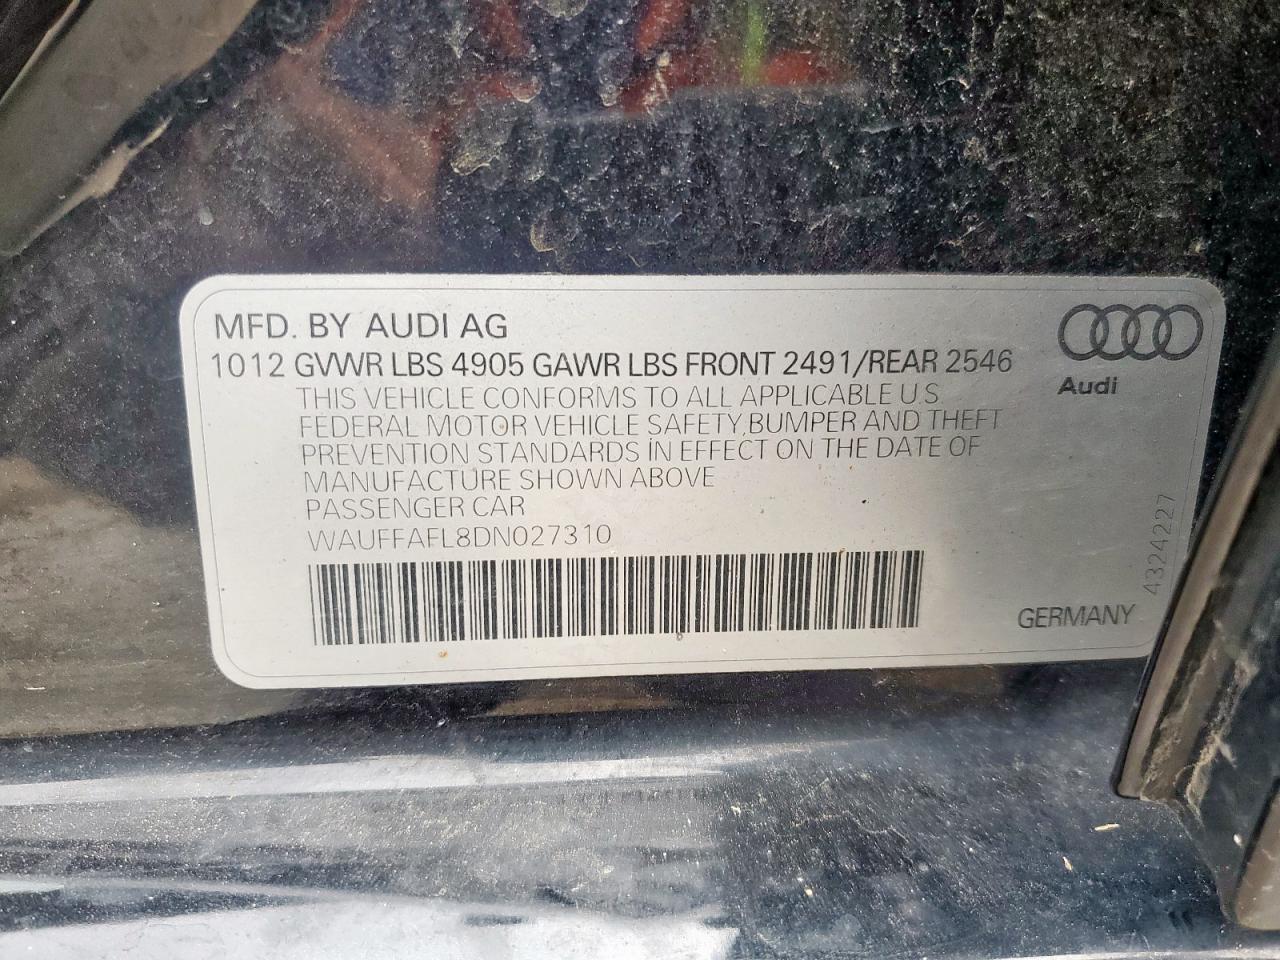 MFD. BY AUDI AG
1012 GVWR LBS 4905 GAWR LBS FRONT 2491/REAR 2546
THIS VEHICLE CONFORMS TO ALL APPLICABLE U.S.
FEDERAL MOTOR VEHICLE SAFETY, BUMPER AND THEFT
PREVENTION STANDARDS IN EFFECT ON THE DATE OF
MANUFACTURE SHOWN ABOVE
PASSENGER CAR
WAUFFAFL8DN027310
Audi
4324227
GERMANY